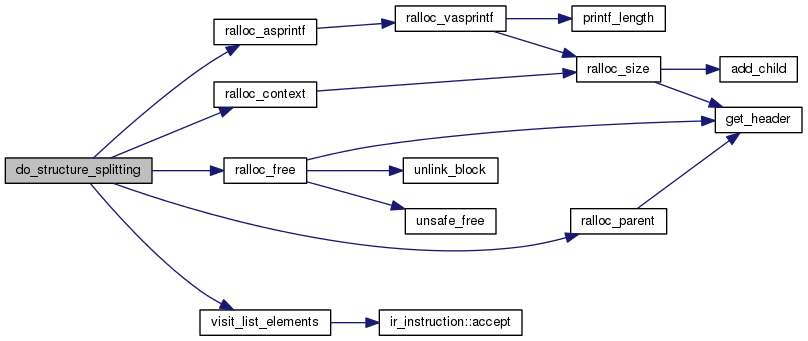 do_structure_splitting
ralloc_asprintf
ralloc_vasprintf
printf_length
ralloc_context
ralloc_size
add_child
get_header
ralloc_free
unlink_block
unsafe_free
ralloc_parent
visit_list_elements
ir_instruction::accept